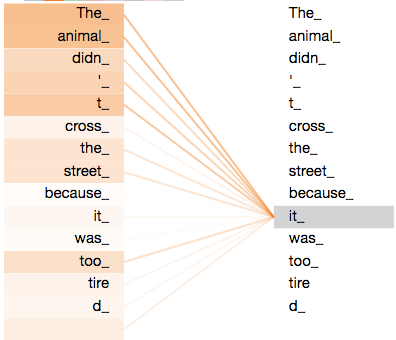 The_ The_
animal_ animal_
didn_ didn_
'_ '_
t_ t_
cross_ cross_
the_ the_
street_ street_
because_ because_
it_ it_
was_ was_
too_ too_
tire tire
d_ d_